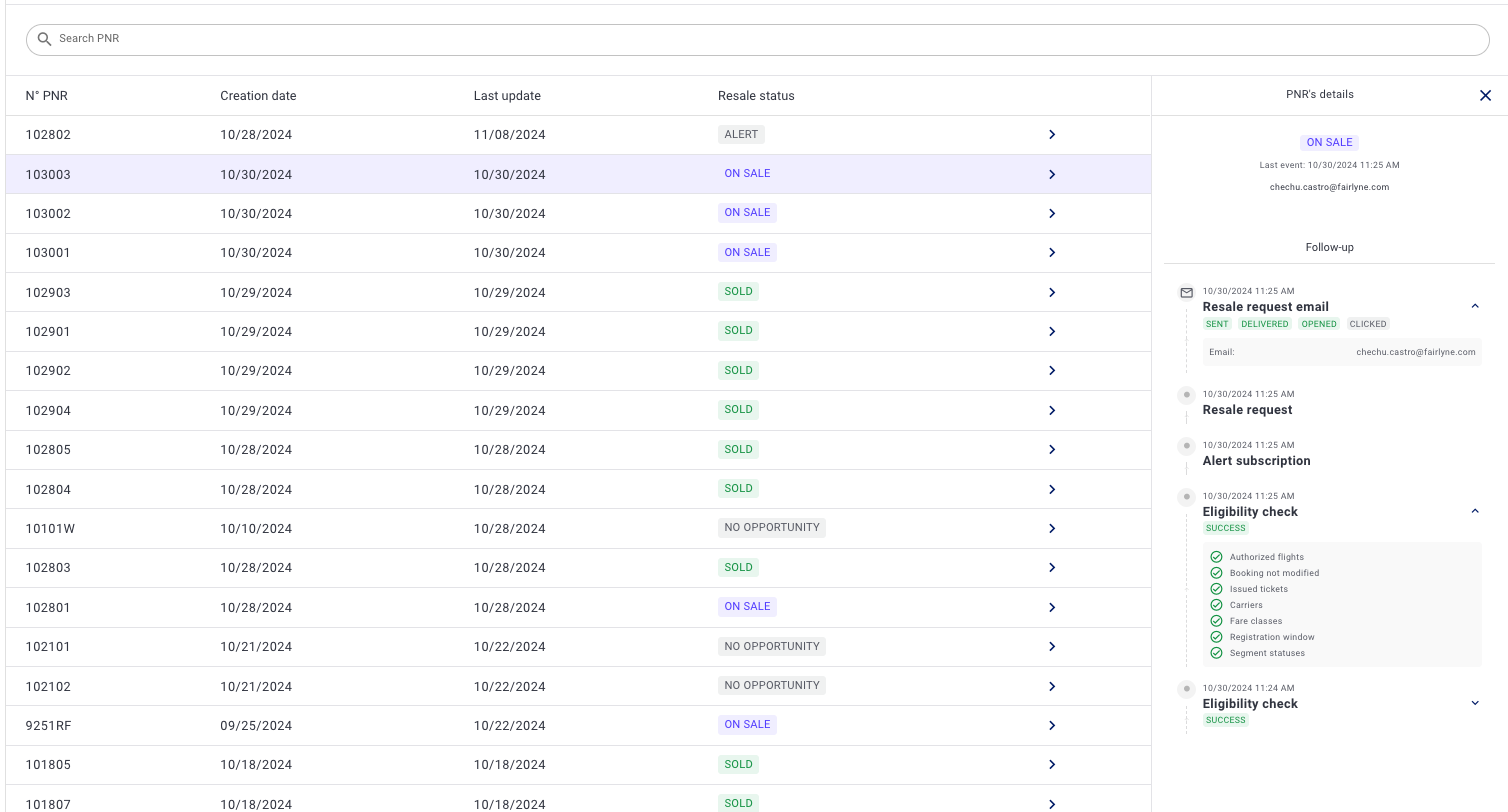 Search PNR
N° PNR Creation date Last update Resale status
102802 10/28/2024 11/08/2024 ALERT
103003 10/30/2024 10/30/2024 ON SALE
103002 10/30/2024 10/30/2024 ON SALE
103001 10/30/2024 10/30/2024 ON SALE
102903 10/29/2024 10/29/2024 SOLD
102901 10/29/2024 10/29/2024 SOLD
102902 10/29/2024 10/29/2024 SOLD
102904 10/29/2024 10/29/2024 SOLD
102805 10/28/2024 10/28/2024 SOLD
102804 10/28/2024 10/28/2024 SOLD
10101W 10/10/2024 10/28/2024 NO OPPORTUNITY
102803 10/28/2024 10/28/2024 SOLD
102801 10/28/2024 10/28/2024 ON SALE
102101 10/21/2024 10/22/2024 NO OPPORTUNITY
102102 10/21/2024 10/22/2024 NO OPPORTUNITY
9251RF 09/25/2024 10/22/2024 ON SALE
101805 10/18/2024 10/18/2024 SOLD
101807 10/18/2024 10/18/2024 SOLD
PNR's details
ON SALE
Last event: 10/30/2024 11:25 AM
chechu.castro@fairlyne.com
Follow-up
10/30/2024 11:25 AM
Resale request email
SENT DELIVERED OPENED CLICKED
Email: chechu.castro@fairlyne.com
10/30/2024 11:25 AM
Resale request
10/30/2024 11:25 AM
Alert subscription
10/30/2024 11:25 AM
Eligibility check
SUCCESS
Authorized flights
Booking not modified
Issued tickets
Carriers
Fare classes
Registration window
Segment statuses
10/30/2024 11:24 AM
Eligibility check
SUCCESS